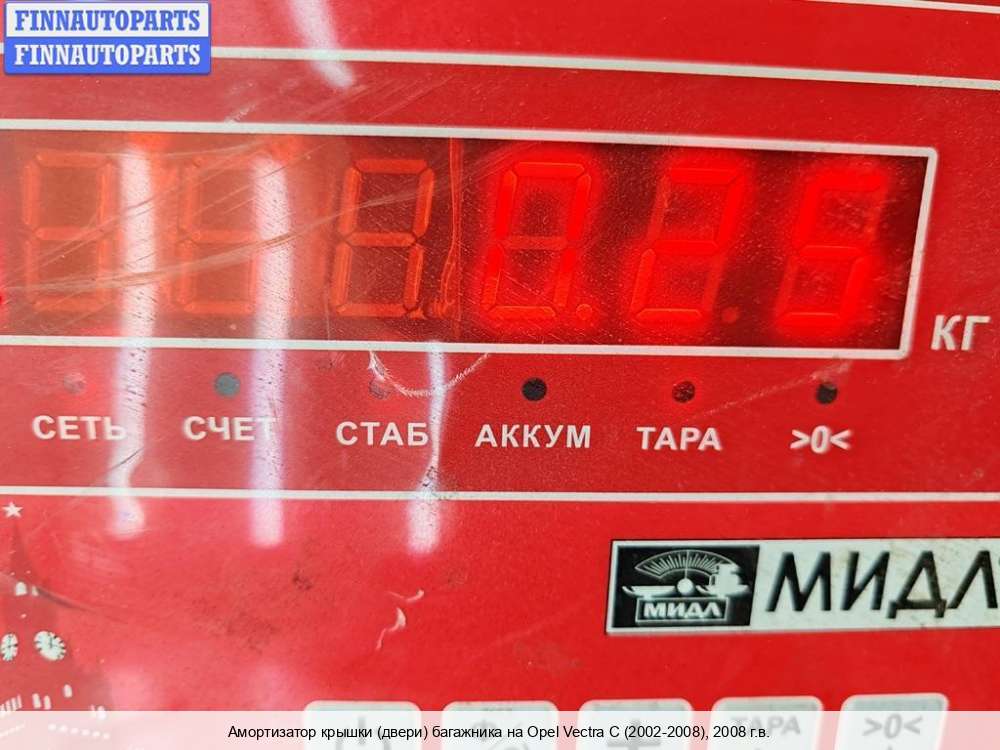 FINNAUTOPARTS
FINNAUTOPARTS
0.25
КГ
СЕТЬ СЧЕТ СТАБ АККУМ ТАРА >0<
МИДЛ МИДЛ
ТАРА >0<
Амортизатор крышки (двери) багажника на Opel Vectra C (2002-2008), 2008 г.в.